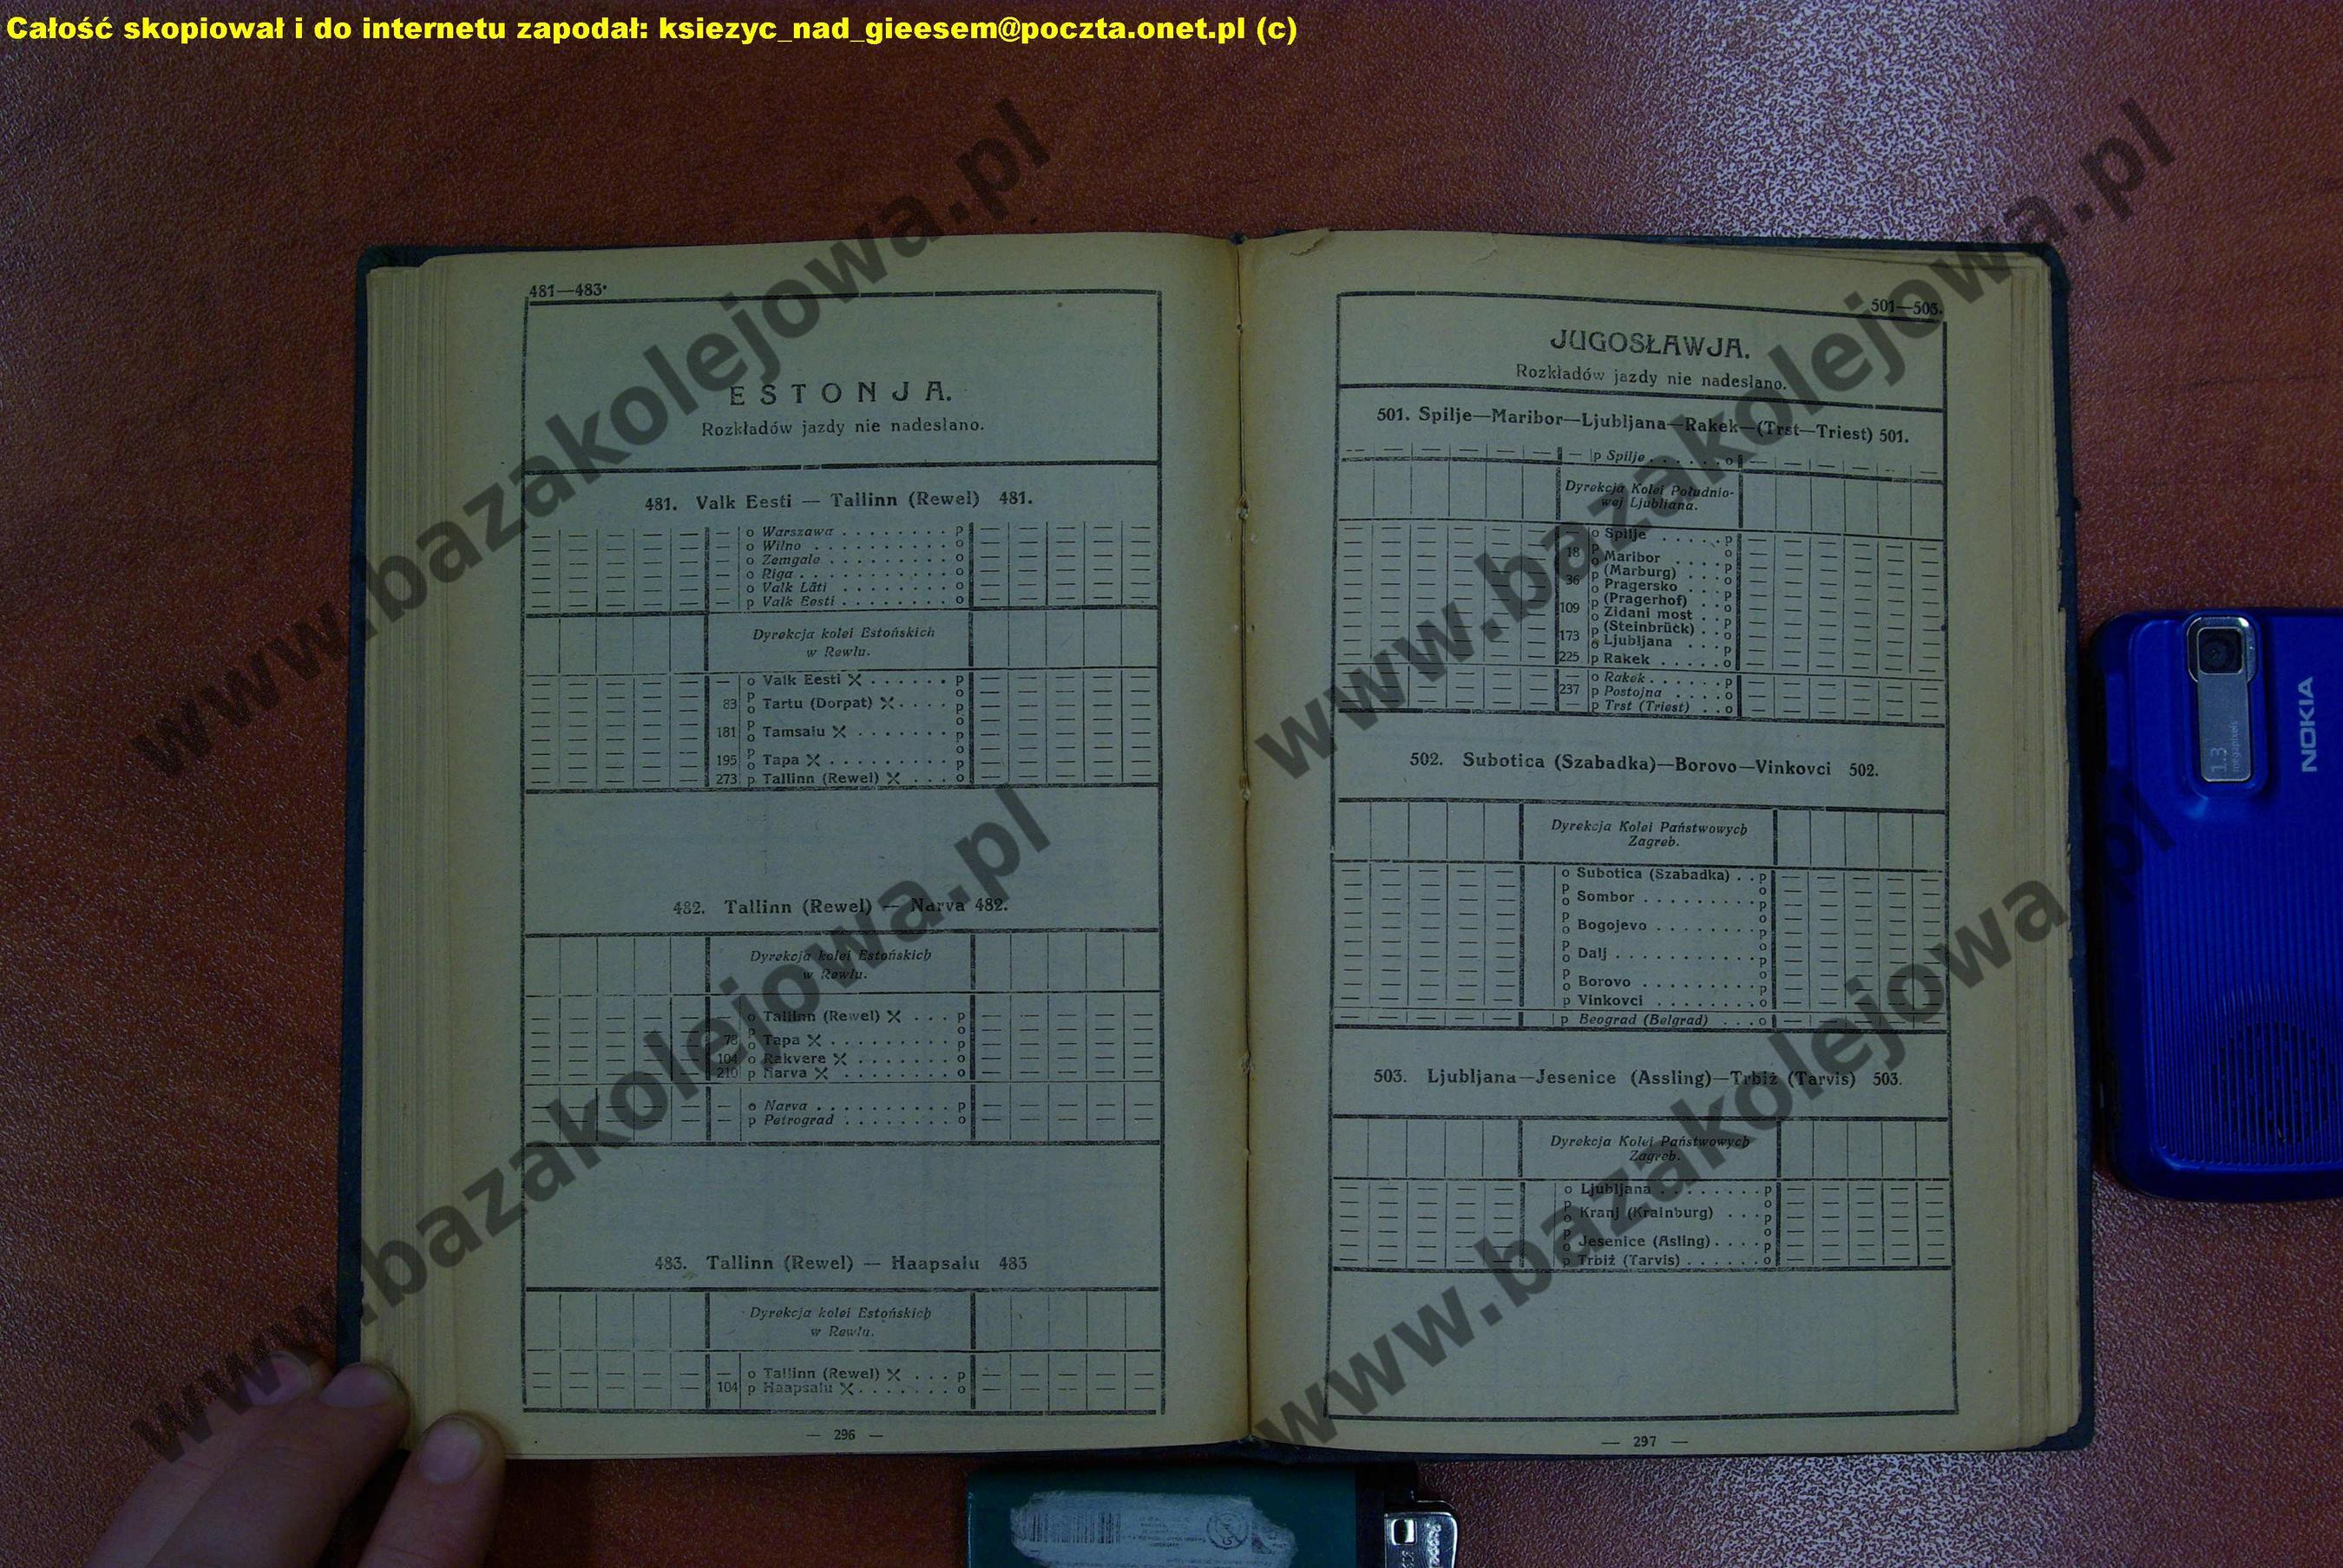 Całość skopiował i do internetu zapodał: ksiezyc_nad_gieesem@poczta.onet.pl (c)
www.bazakolejowa.pl
www.bazakolejowa.pl
www.bazakolejowa.pl
www.bazakolejowa.pl
481—483
ESTONJA.
Rozkładów jazdy nie nadesłano.
481. Valk Eesti — Tallinn (Rewel) 481.
— o Warszawa . . . . . . . . . p
— o Wilno . . . . . . . . . . o
— o Zemgale . . . . . . . . . o
— o Riga . . . . . . . . . . . o
— o Valk Läti . . . . . . . . o
— p Valk Eesti . . . . . . . . o
Dyrekcja kolei Estońskich
w Rewlu.
— o Valk Eesti . . . . . . p
83 p o Tartu (Dorpat) . . . . o p
181 p o Tamsalu . . . . . . . o p
195 p o Tapa . . . . . . . . . o p
273 p Tallinn (Rewel) . . . o
482. Tallinn (Rewel) — Narva 482.
Dyrekcja kolei Estońskich
w Rewlu.
— o Tallinn (Rewel) . . . p
78 p o Tapa . . . . . . . . . o p
104 o Rakvere . . . . . . . o
210 p Narva . . . . . . . . o
— o Narva . . . . . . . . . . p
— p Petrograd . . . . . . . . o
483. Tallinn (Rewel) — Haapsalu 483
Dyrekcja kolei Estońskich
w Rewlu.
— o Tallinn (Rewel) . . . p
104 p Haapsalu . . . . . . . o
— 296 —
501—503.
JUGOSŁAWJA.
Rozkładów jazdy nie nadesłano.
501. Spilje—Maribor—Ljubljana—Rakek—(Trst—Triest) 501.
— p Spilje . . . . . . o
Dyrekcja Kolei Południo-
wej Ljubliana.
o Spilje . . . . . p
18 p o Maribor . . . . o p
(Marburg) . . .
36 p o Pragersko . . . o p
(Pragerhof) . .
109 p o Zidani most . . o p
(Steinbrück) . .
173 p o Ljubljana . . . o p
225 p Rakek . . . . . o
— o Rakek . . . . . . p
237 p Postojna . . . . o
— p Trst (Triest) . . o
502. Subotica (Szabadka)—Borovo—Vinkovci 502.
Dyrekcja Kolei Państwowych
Zagreb.
o Subotica (Szabadka) . . p
p o Sombor . . . . . . . . . o p
p o Bogojevo . . . . . . . . o p
p o Dalj . . . . . . . . . . . o p
p o Borovo . . . . . . . . . o p
p Vinkovci . . . . . . . . o
p Beograd (Belgrad) . . . o
503. Ljubljana—Jesenice (Assling)—Trbiż (Tarvis) 503.
Dyrekcja Kolei Państwowych
Zagreb.
o Ljubljana . . . . . . . . p
p o Kranj (Krainburg) . . . o p
p o Jesenice (Asling) . . . . o p
p Trbiż (Tarvis) . . . . . . o
— 297 —
NOKIA
1.3
megapixels